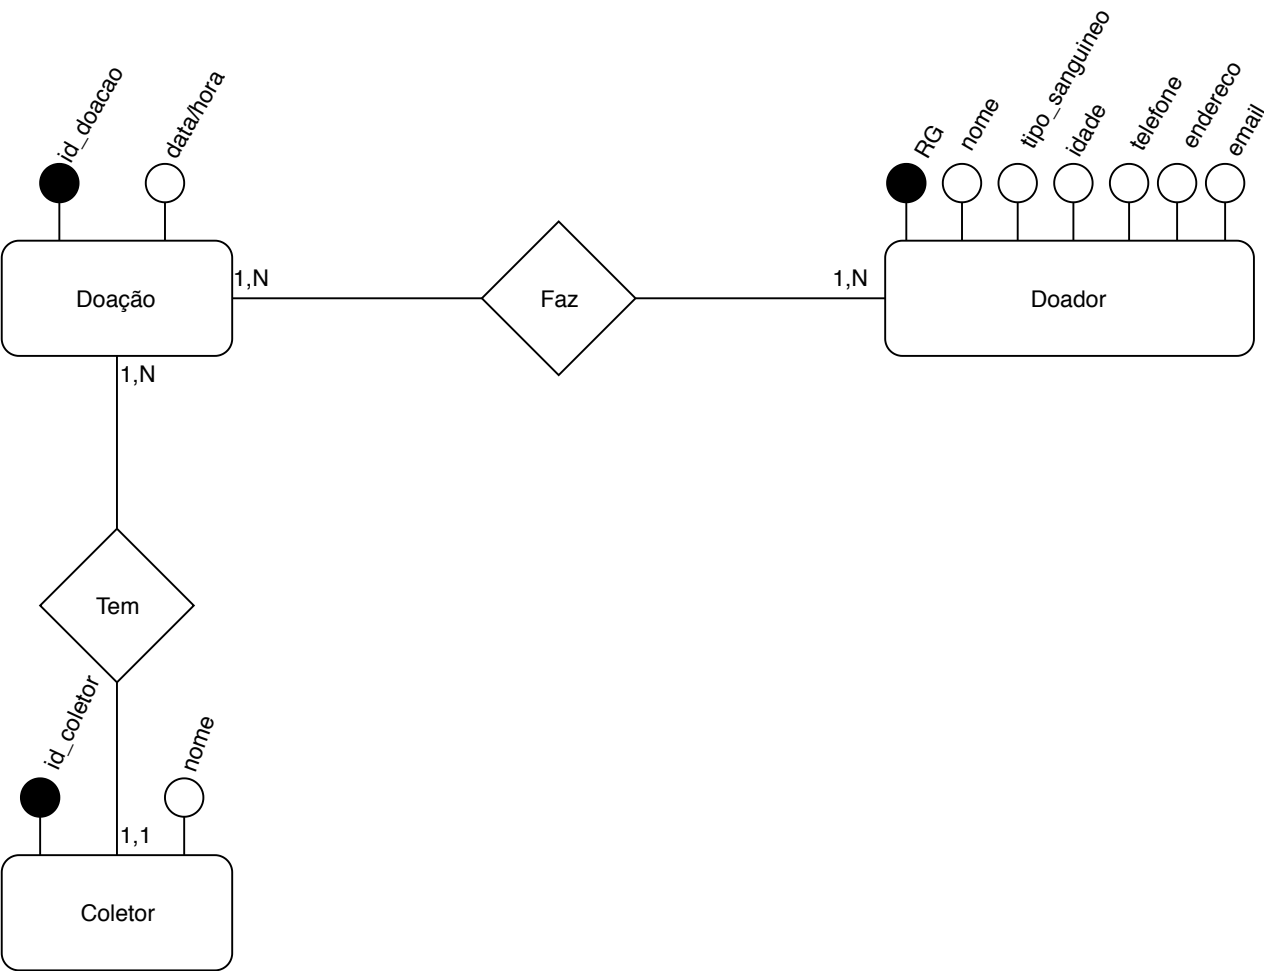 id_doacao
data/hora
RG
nome
tipo_sanguineo
idade
telefone
endereco
email
Doação
1,N
Faz
1,N
Doador
1,N
Tem
id_coletor
nome
1,1
Coletor